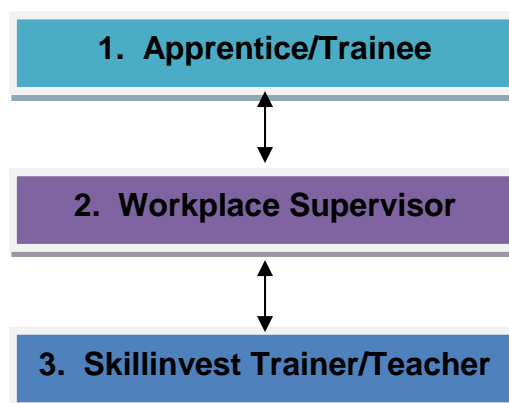 1. Apprentice/Trainee
2. Workplace Supervisor
3. Skillinvest Trainer/Teacher